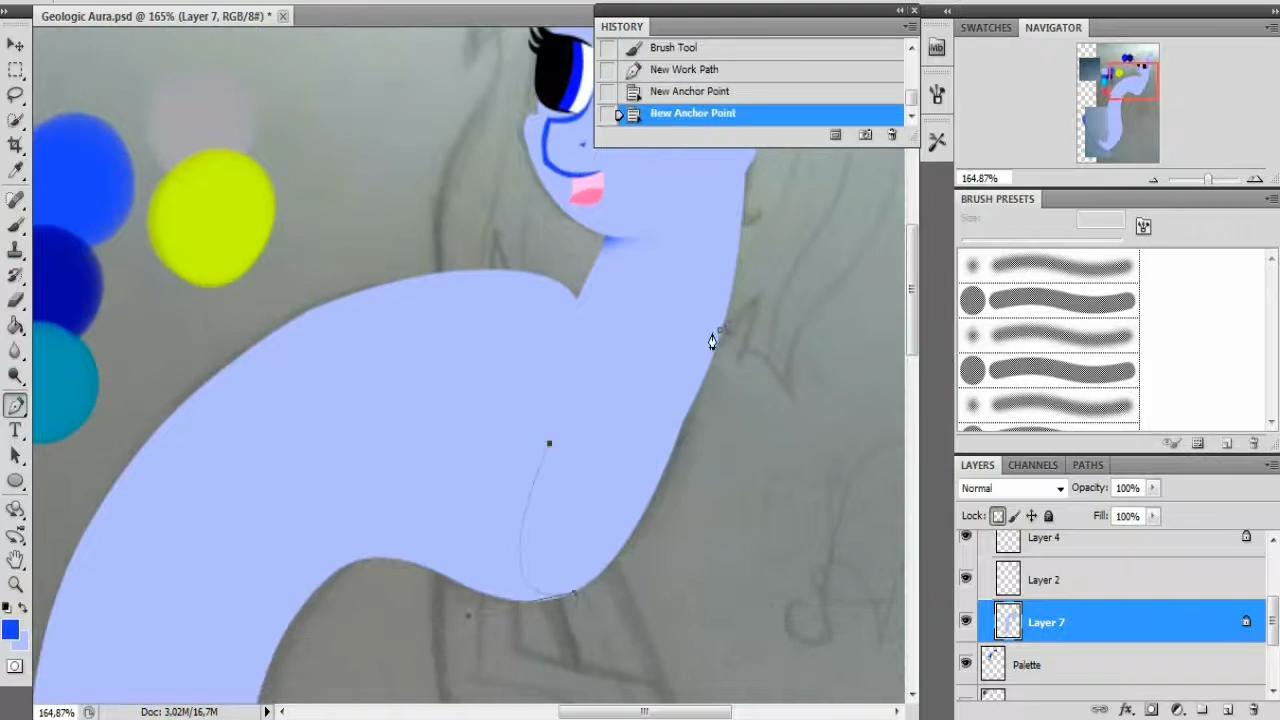 Geologic Aura.psd @ 165% (Layer 7, RGB/8#) *
HISTORY
Brush Tool
New Work Path
New Anchor Point
New Anchor Point
Mb
SWATCHES
NAVIGATOR
164.87%
BRUSH PRESETS
Size:
LAYERS
CHANNELS
PATHS
Normal
Opacity: 100%
Lock:
Fill: 100%
Layer 4
Layer 2
Layer 7
Palette
164,87%
Doc: 3,02M/16,7M